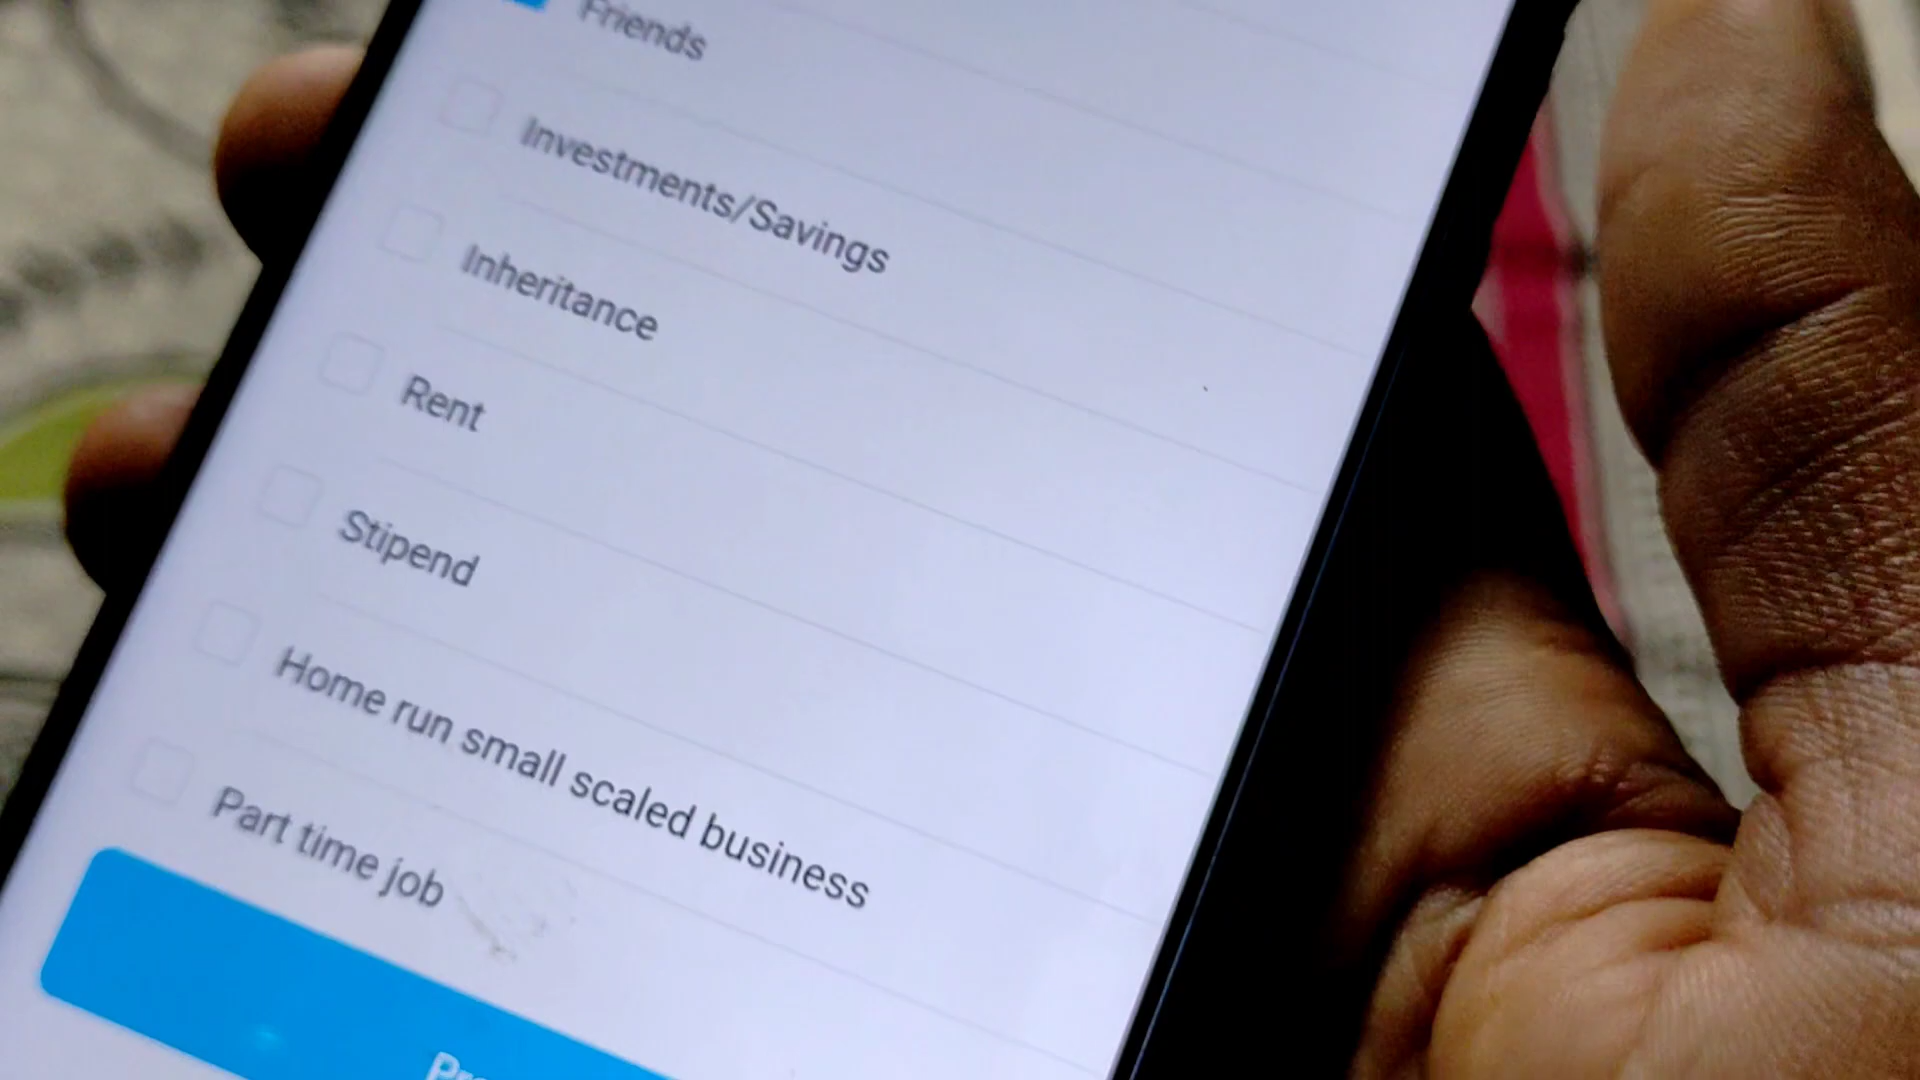 Friends
Investments/Savings
Inheritance
Rent
Stipend
Home run small scaled business
Part time job